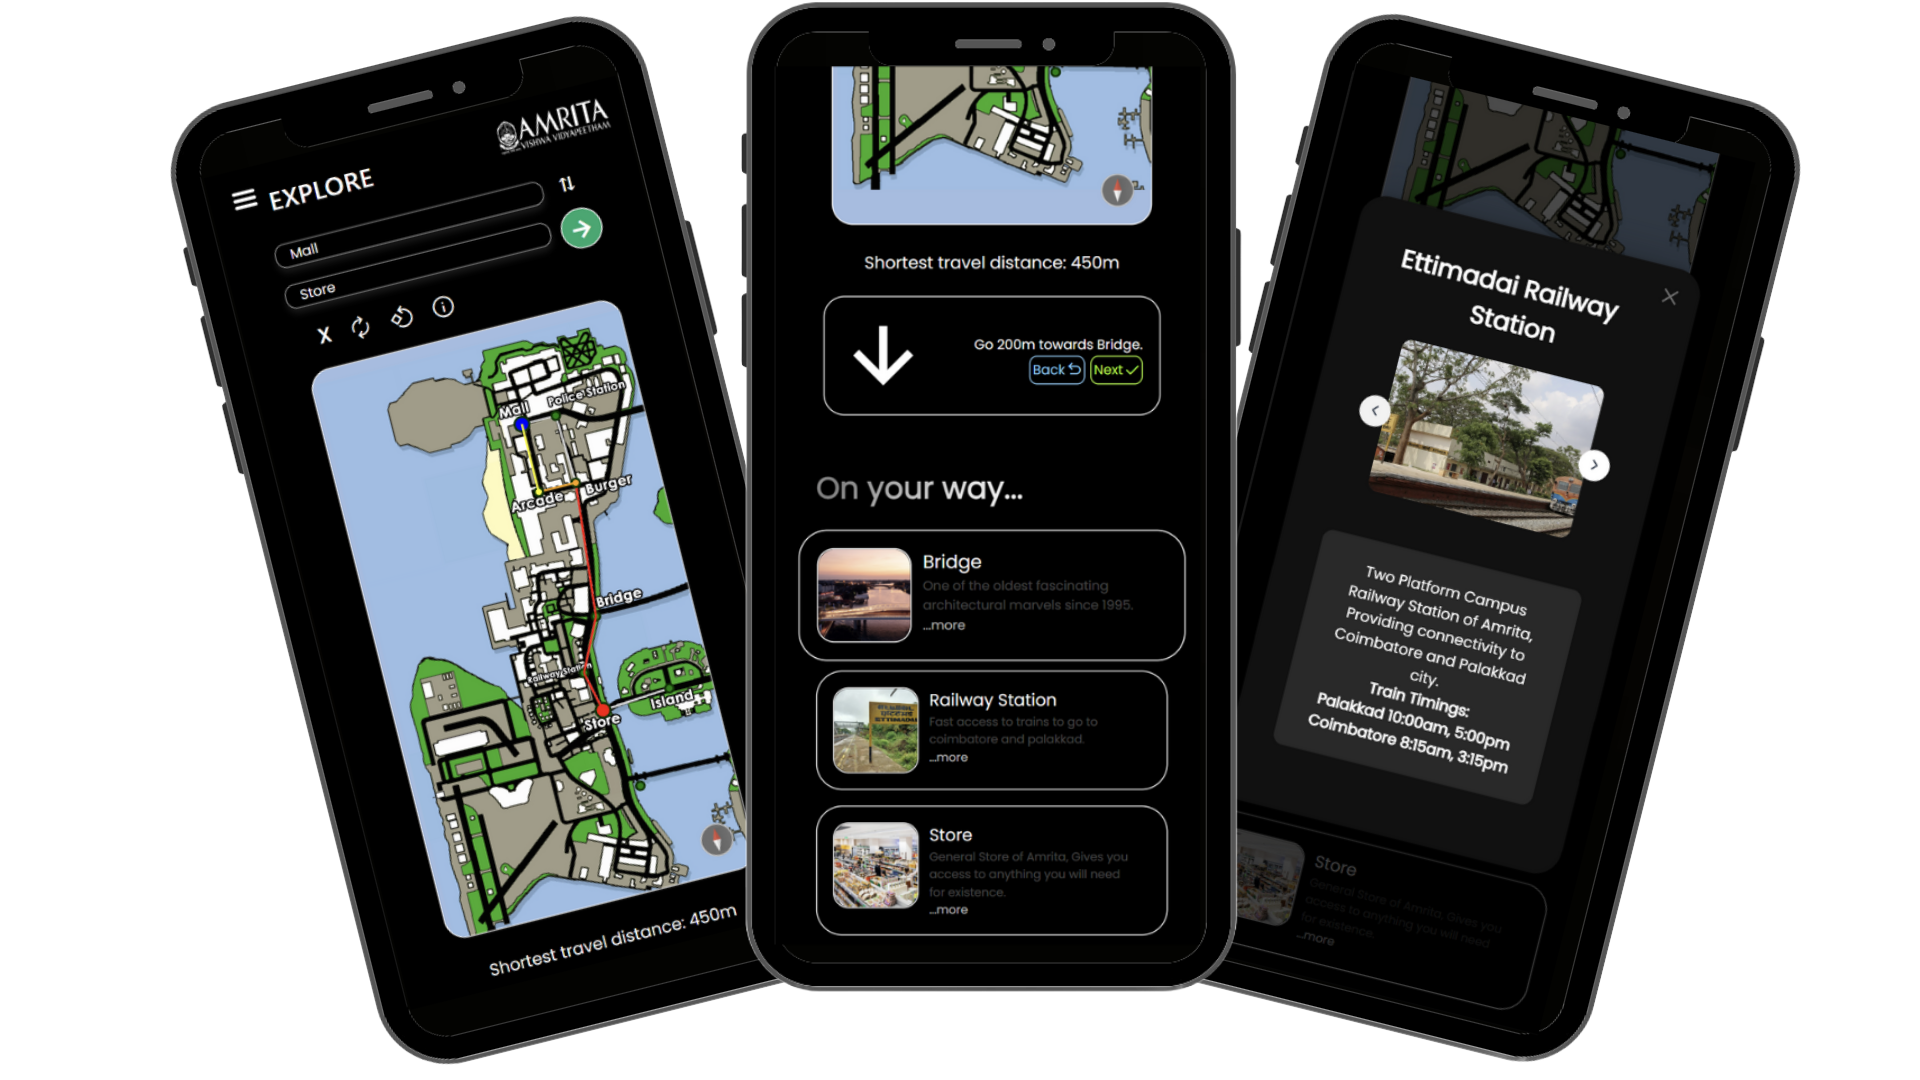 AMRITA
VISHWA VIDYAPEETHAM
EXPLORE
Mall
Store
X
Mall
Police Station
Arcade
Burger
Bridge
Railway Station
Island
Store
Shortest travel distance: 450m
Shortest travel distance: 450m
Go 200m towards Bridge.
Back
Next
On your way...
Bridge
One of the oldest fascinating
architectural marvels since 1995.
...more
Railway Station
Fast access to trains to go to
coimbatore and palakkad.
...more
Store
General Store of Amrita, Gives you
access to anything you will need
for existence.
...more
Ettimadai Railway
Station
Two Platform Campus
Railway Station of Amrita,
Providing connectivity to
Coimbatore and Palakkad
city.
Train Timings:
Palakkad 10:00am, 5:00pm
Coimbatore 8:15am, 3:15pm
Store
General Store of Amrita, Gives you
access to anything you will need
for existence.
...more